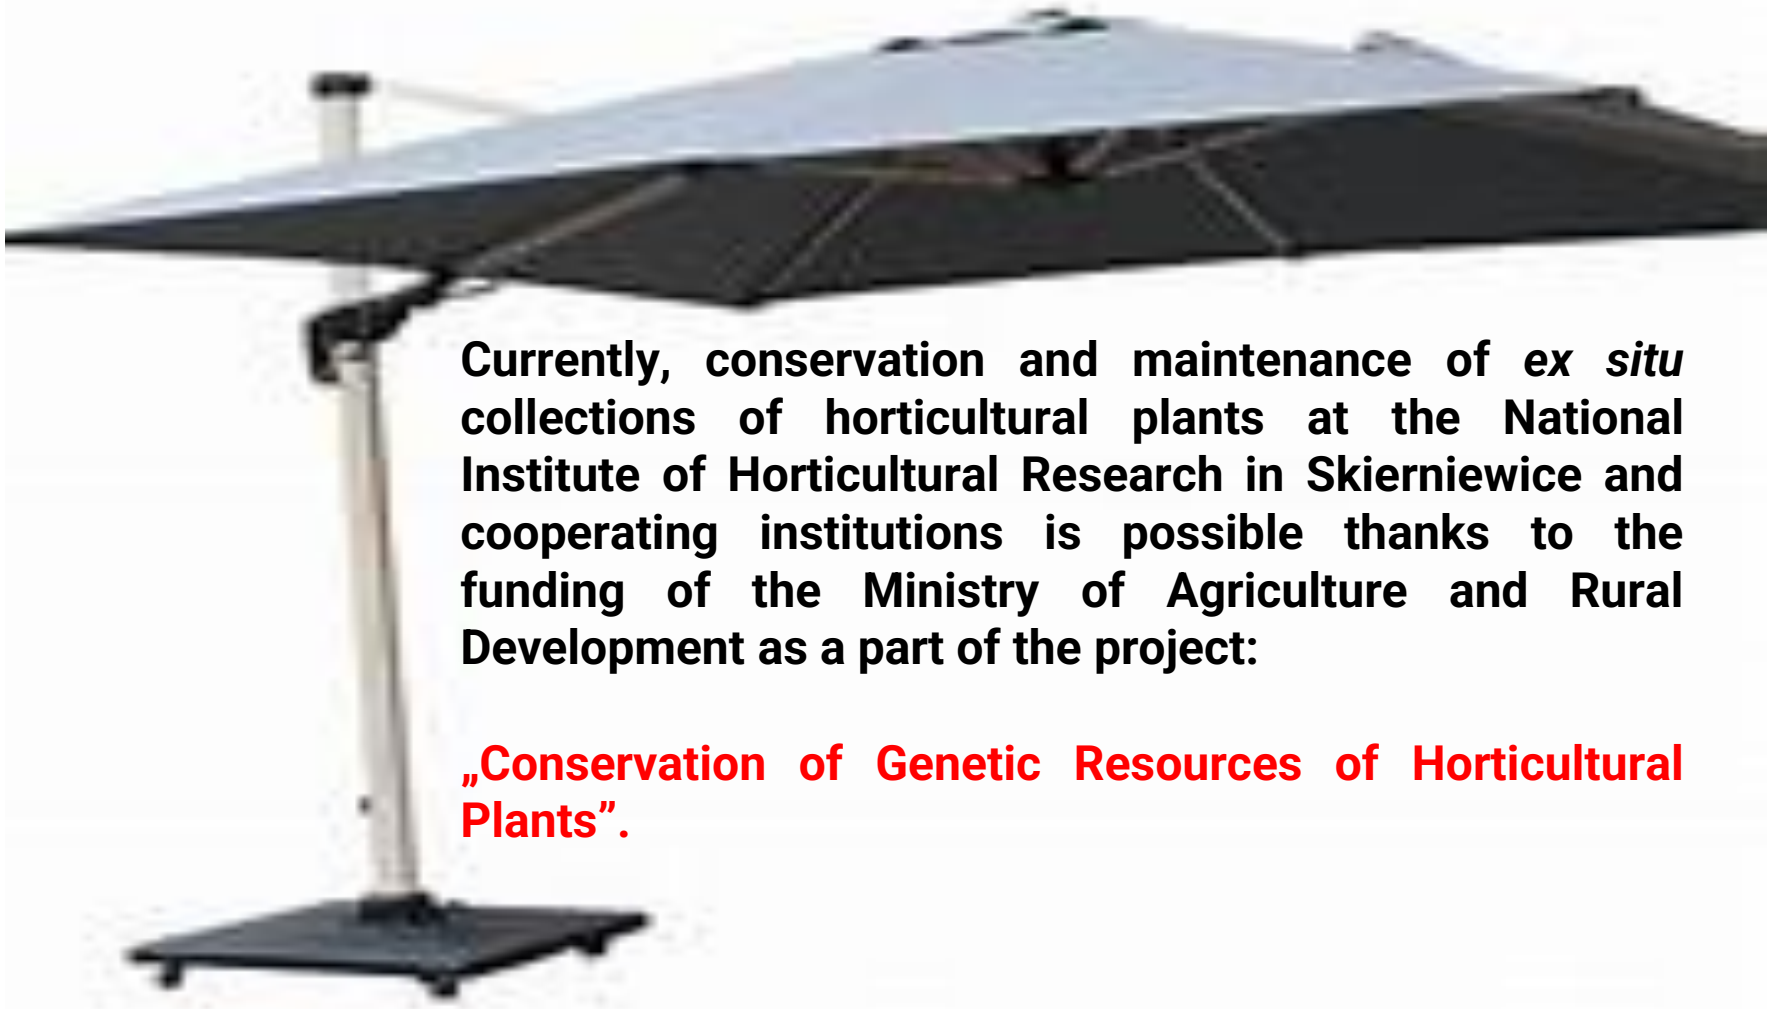 Currently, conservation and maintenance of ex situ
collections of horticultural plants at the National
Institute of Horticultural Research in Skierniewice and
cooperating institutions is possible thanks to the
funding of the Ministry of Agriculture and Rural
Development as a part of the project:
„Conservation of Genetic Resources of Horticultural
Plants”.